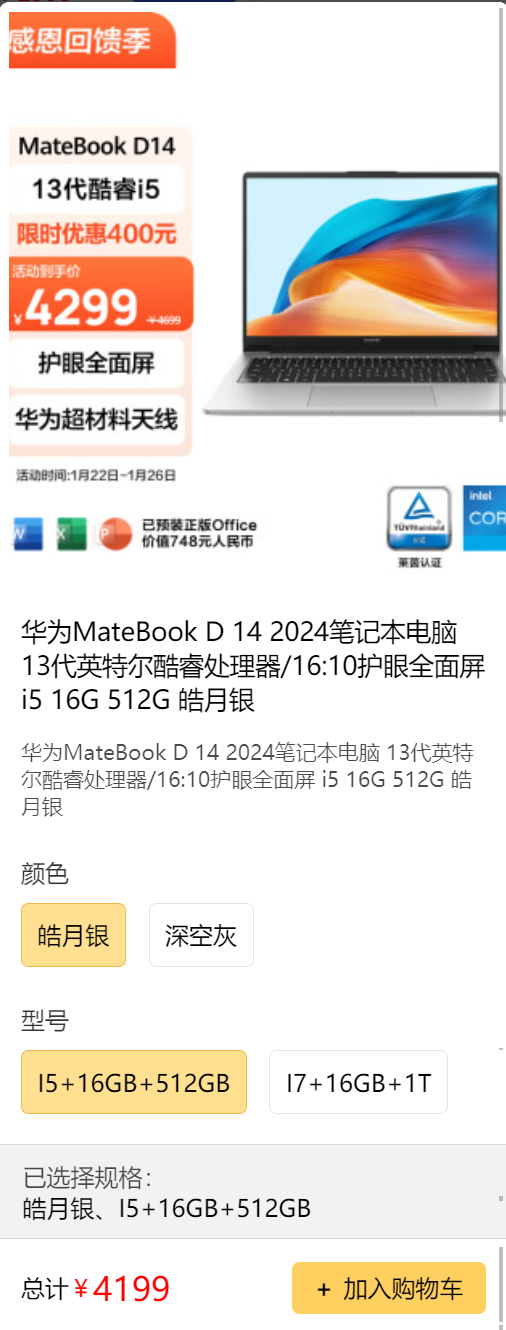 感恩回馈季
MateBook D14
13代酷睿i5
限时优惠400元
活动到手价
¥4299 ¥4699
护眼全面屏
华为超材料天线
活动时间:1月22日-1月26日
W X P 已预装正版Office
价值748元人民币
TÜVRheinland
认证
莱茵认证
intel
COR
华为MateBook D 14 2024笔记本电脑
13代英特尔酷睿处理器/16:10护眼全面屏
i5 16G 512G 皓月银
华为MateBook D 14 2024笔记本电脑 13代英特
尔酷睿处理器/16:10护眼全面屏 i5 16G 512G 皓
月银
颜色
皓月银 深空灰
型号
I5+16GB+512GB I7+16GB+1T
已选择规格：
皓月银、I5+16GB+512GB
总计￥4199 + 加入购物车